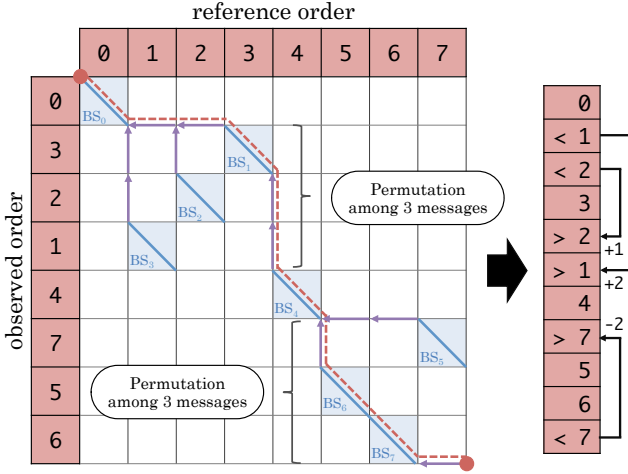 reference order
0 1 2 3 4 5 6 7
observed order
0
3
2
1
4
7
5
6
BS0
BS1
BS2
BS3
BS4
BS5
BS6
BS7
Permutation
among 3 messages
Permutation
among 3 messages
0
< 1
< 2
3
> 2
+1
> 1
+2
4
> 7
-2
5
6
< 7